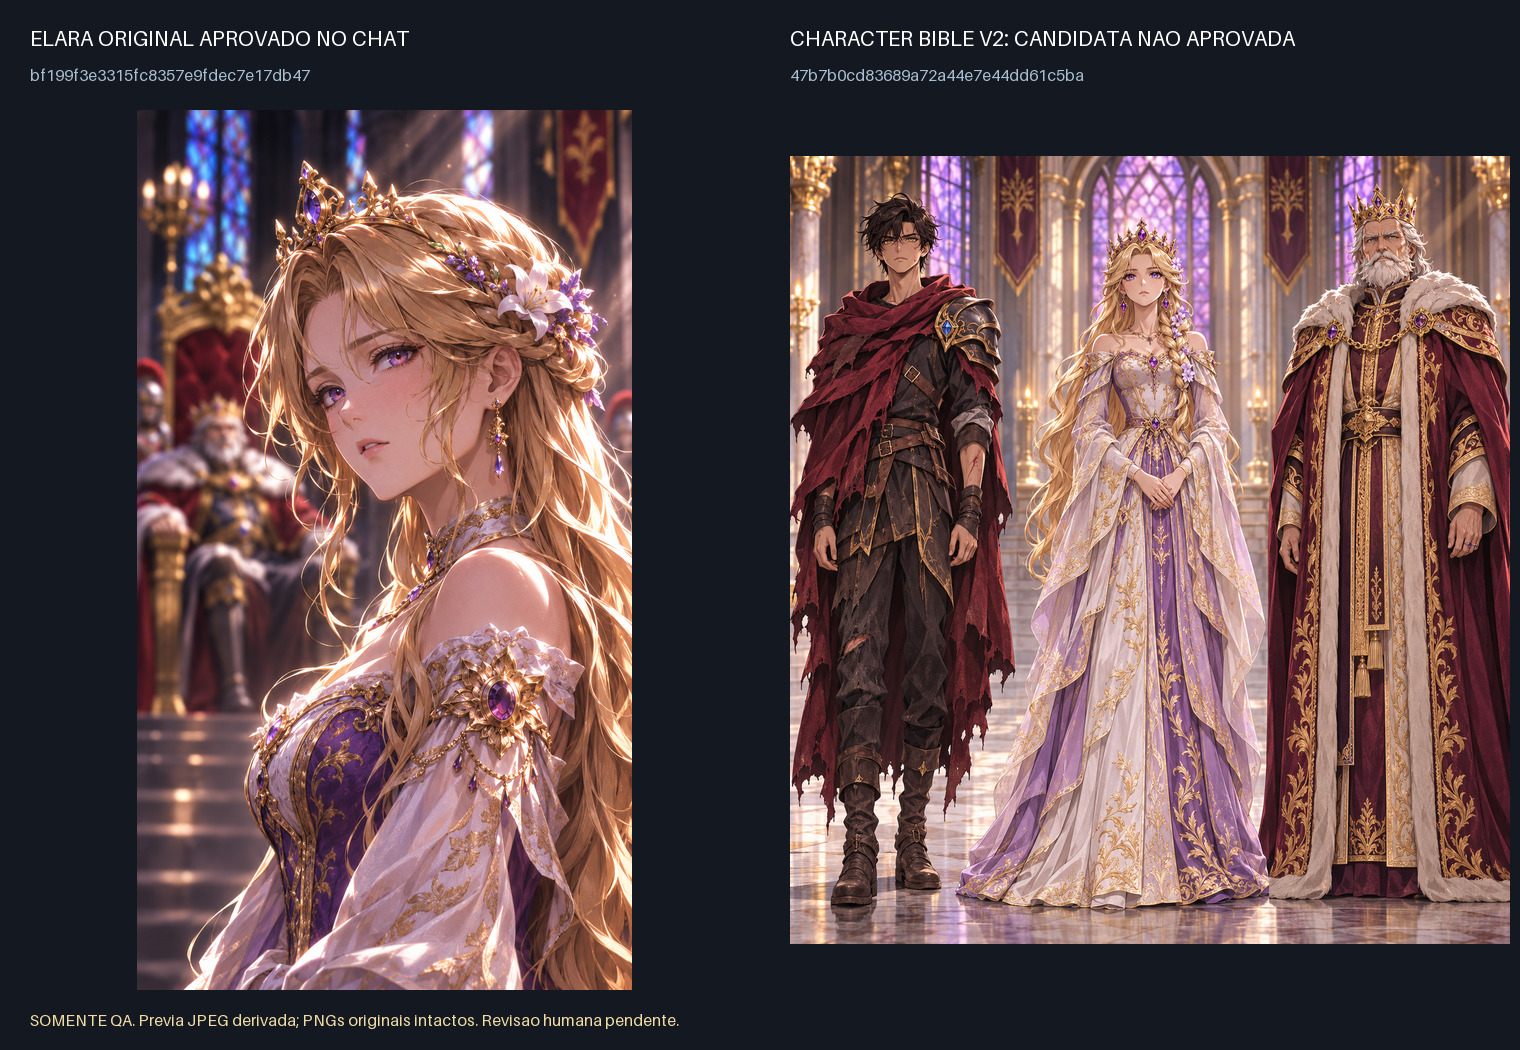 ELARA ORIGINAL APROVADO NO CHAT
bf199f3e3315fc8357e9fdec7e17db47
CHARACTER BIBLE V2: CANDIDATA NAO APROVADA
47b7b0cd83689a72a44e7e44dd61c5ba
SOMENTE QA. Previa JPEG derivada; PNGs originais intactos. Revisao humana pendente.